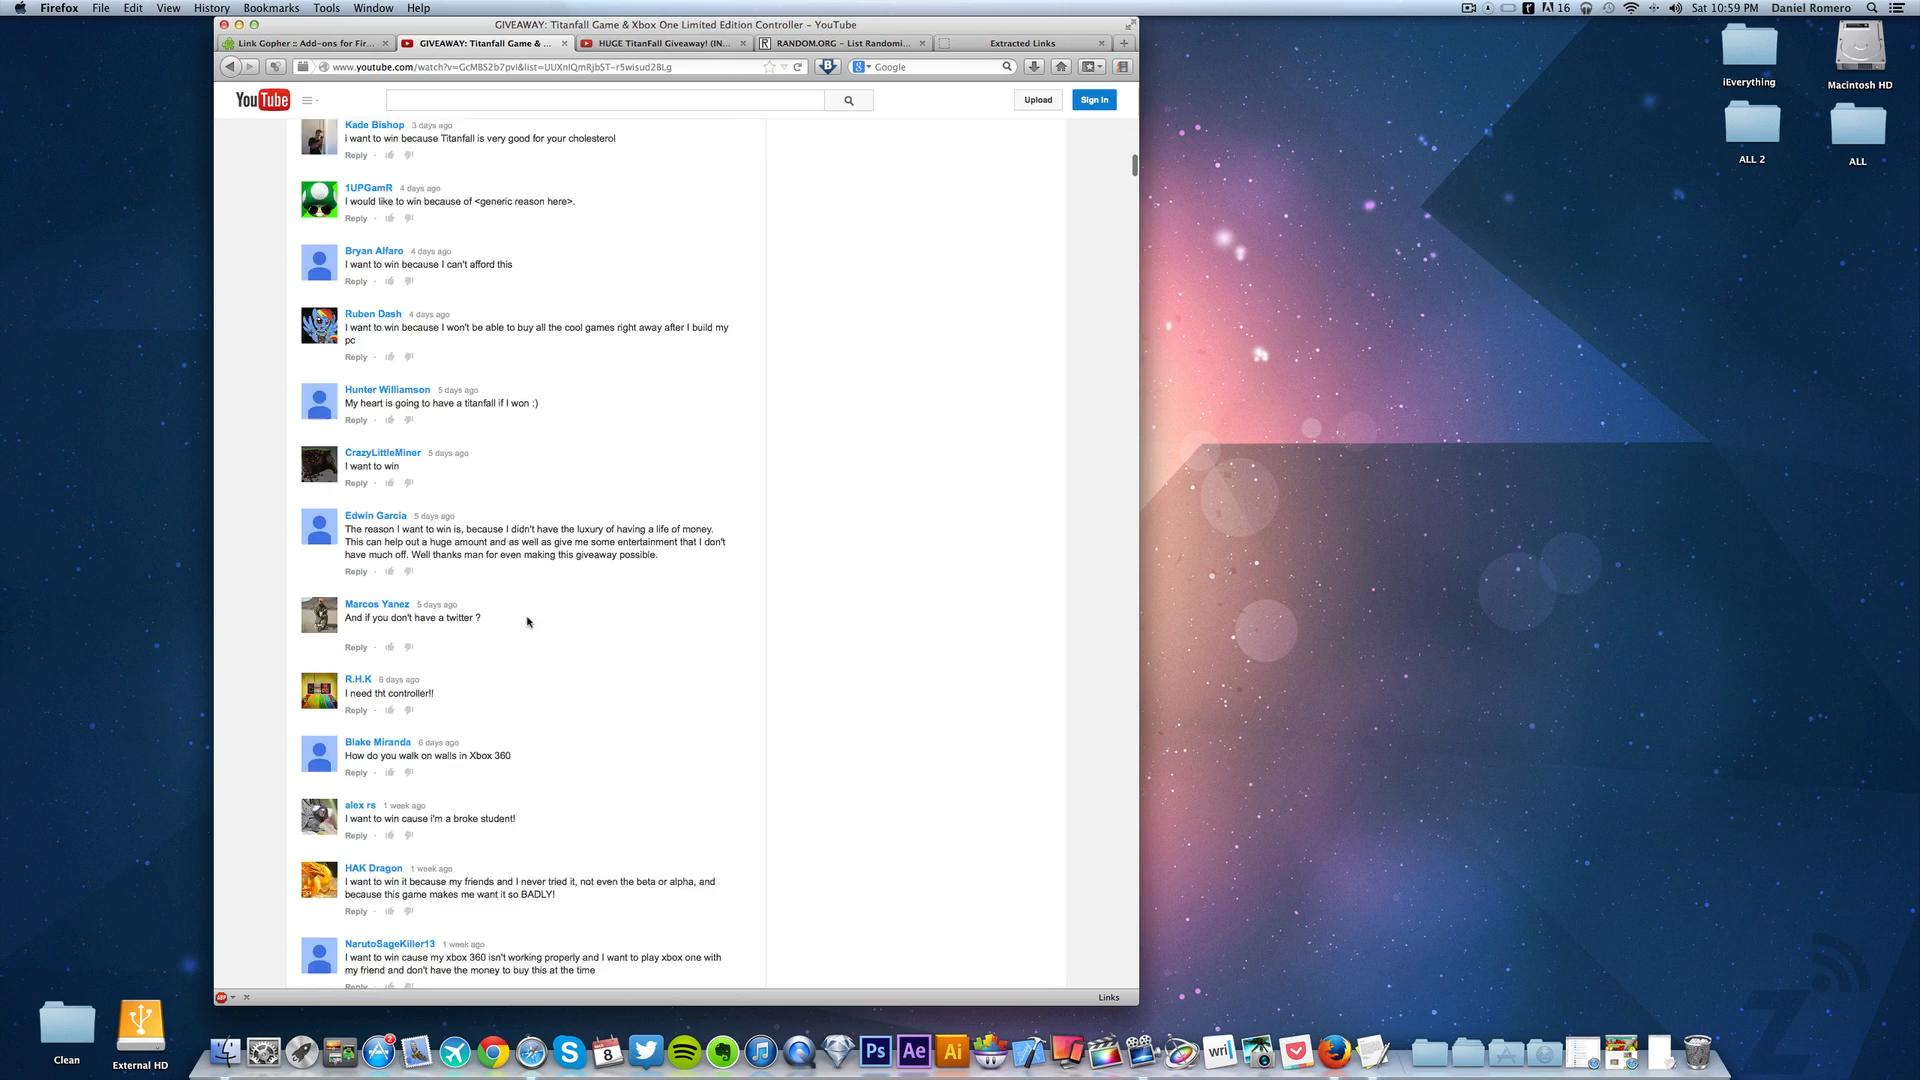 Firefox File Edit View History Bookmarks Tools Window Help
16 Sat 10:59 PM Daniel Romero
GIVEAWAY: Titanfall Game & Xbox One Limited Edition Controller – YouTube
Link Gopher :: Add-ons for Fir...
GIVEAWAY: Titanfall Game & ...
HUGE TitanFall Giveaway! (IN...
RANDOM.ORG – List Randomi...
Extracted Links
Google
YouTube
Upload
Sign In
Kade Bishop 3 days ago
i want to win because Titanfall is very good for your cholesterol
Reply
1UPGamR 4 days ago
I would like to win because of <generic reason here>.
Reply
Bryan Alfaro 4 days ago
I want to win because I can't afford this
Reply
Ruben Dash 4 days ago
I want to win because I won't be able to buy all the cool games right away after I build my
pc
Reply
Hunter Williamson 5 days ago
My heart is going to have a titanfall if I won :)
Reply
CrazyLittleMiner 5 days ago
I want to win
Reply
Edwin Garcia 5 days ago
The reason I want to win is, because I didn't have the luxury of having a life of money.
This can help out a huge amount and as well as give me some entertainment that I don't
have much off. Well thanks man for even making this giveaway possible.
Reply
Marcos Yanez 5 days ago
And if you don't have a twitter ?
Reply
R.H.K 6 days ago
I need tht controller!!
Reply
Blake Miranda 6 days ago
How do you walk on walls in Xbox 360
Reply
alex rs 1 week ago
I want to win cause i'm a broke student!
Reply
HAK Dragon 1 week ago
I want to win it because my friends and I never tried it, not even the beta or alpha, and
because this game makes me want it so BADLY!
Reply
NarutoSageKiller13 1 week ago
I want to win cause my xbox 360 isn't working properly and I want to play xbox one with
my friend and don't have the money to buy this at the time
Reply
Links
iEverything
Macintosh HD
ALL 2
ALL
Clean
External HD
2
8
Ps
Ae
Ai
wri